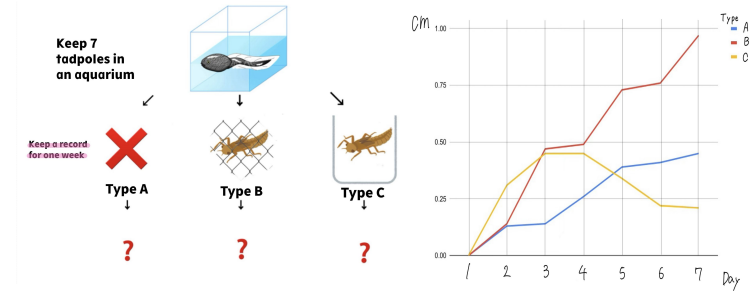 Keep 7
tadpoles in
an aquarium
Keep a record
for one week
Type A
Type B
Type C
?
?
?
cm
1.00
0.75
0.50
0.25
0.00
1 2 3 4 5 6 7 Day
Type
A
B
C